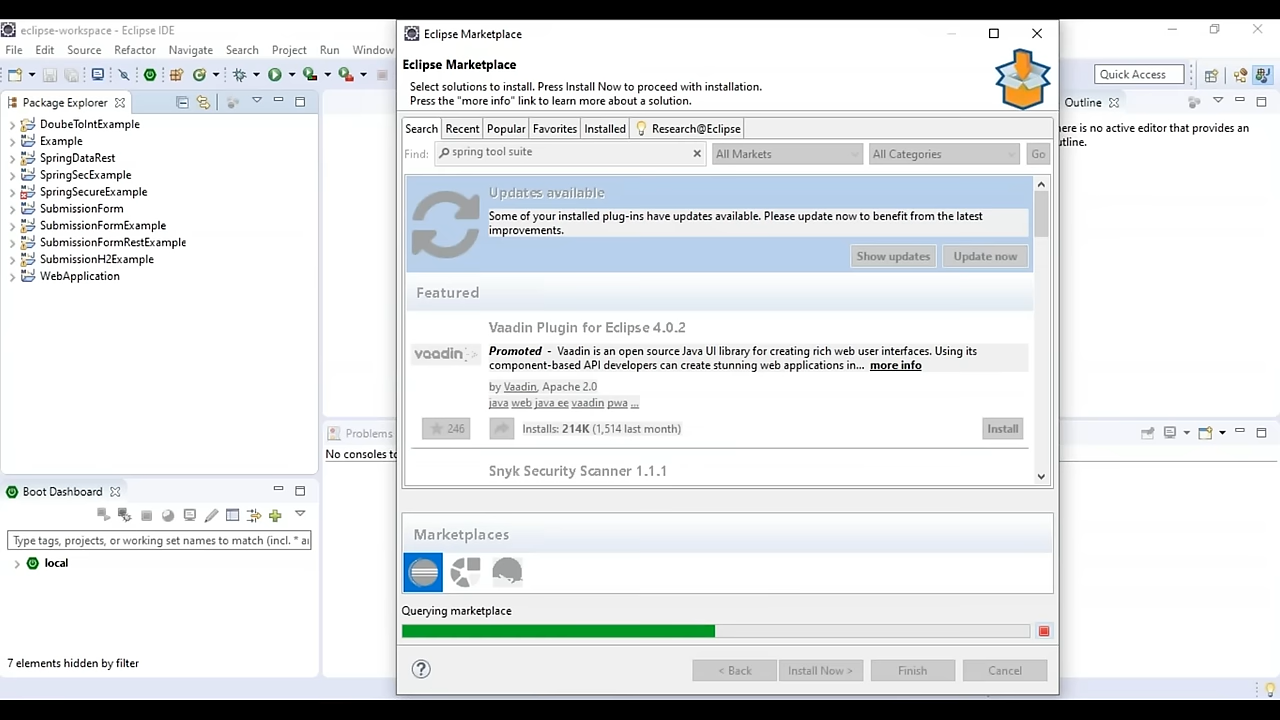 eclipse-workspace - Eclipse IDE
File Edit Source Refactor Navigate Search Project Run Window
Quick Access
Package Explorer
DoubeToIntExample
Example
SpringDataRest
SpringSecExample
SpringSecureExample
SubmissionForm
SubmissionFormExample
SubmissionFormRestExample
SubmissionH2Example
WebApplication
Boot Dashboard
Type tags, projects, or working set names to match (incl. *
local
7 elements hidden by filter
Problems
No consoles to
Eclipse Marketplace
Eclipse Marketplace
Select solutions to install. Press Install Now to proceed with installation.
Press the "more info" link to learn more about a solution.
Search Recent Popular Favorites Installed Research@Eclipse
Find: spring tool suite All Markets All Categories Go
Updates available
Some of your installed plug-ins have updates available. Please update now to benefit from the latest
improvements.
Show updates Update now
Featured
Vaadin Plugin for Eclipse 4.0.2
vaadin
Promoted - Vaadin is an open source Java UI library for creating rich web user interfaces. Using its
component-based API developers can create stunning web applications in... more info
by Vaadin, Apache 2.0
java web java ee vaadin pwa ...
246 Installs: 214K (1,514 last month) Install
Snyk Security Scanner 1.1.1
Marketplaces
Querying marketplace
? < Back Install Now > Finish Cancel
Outline
ere is no active editor that provides an
utline.